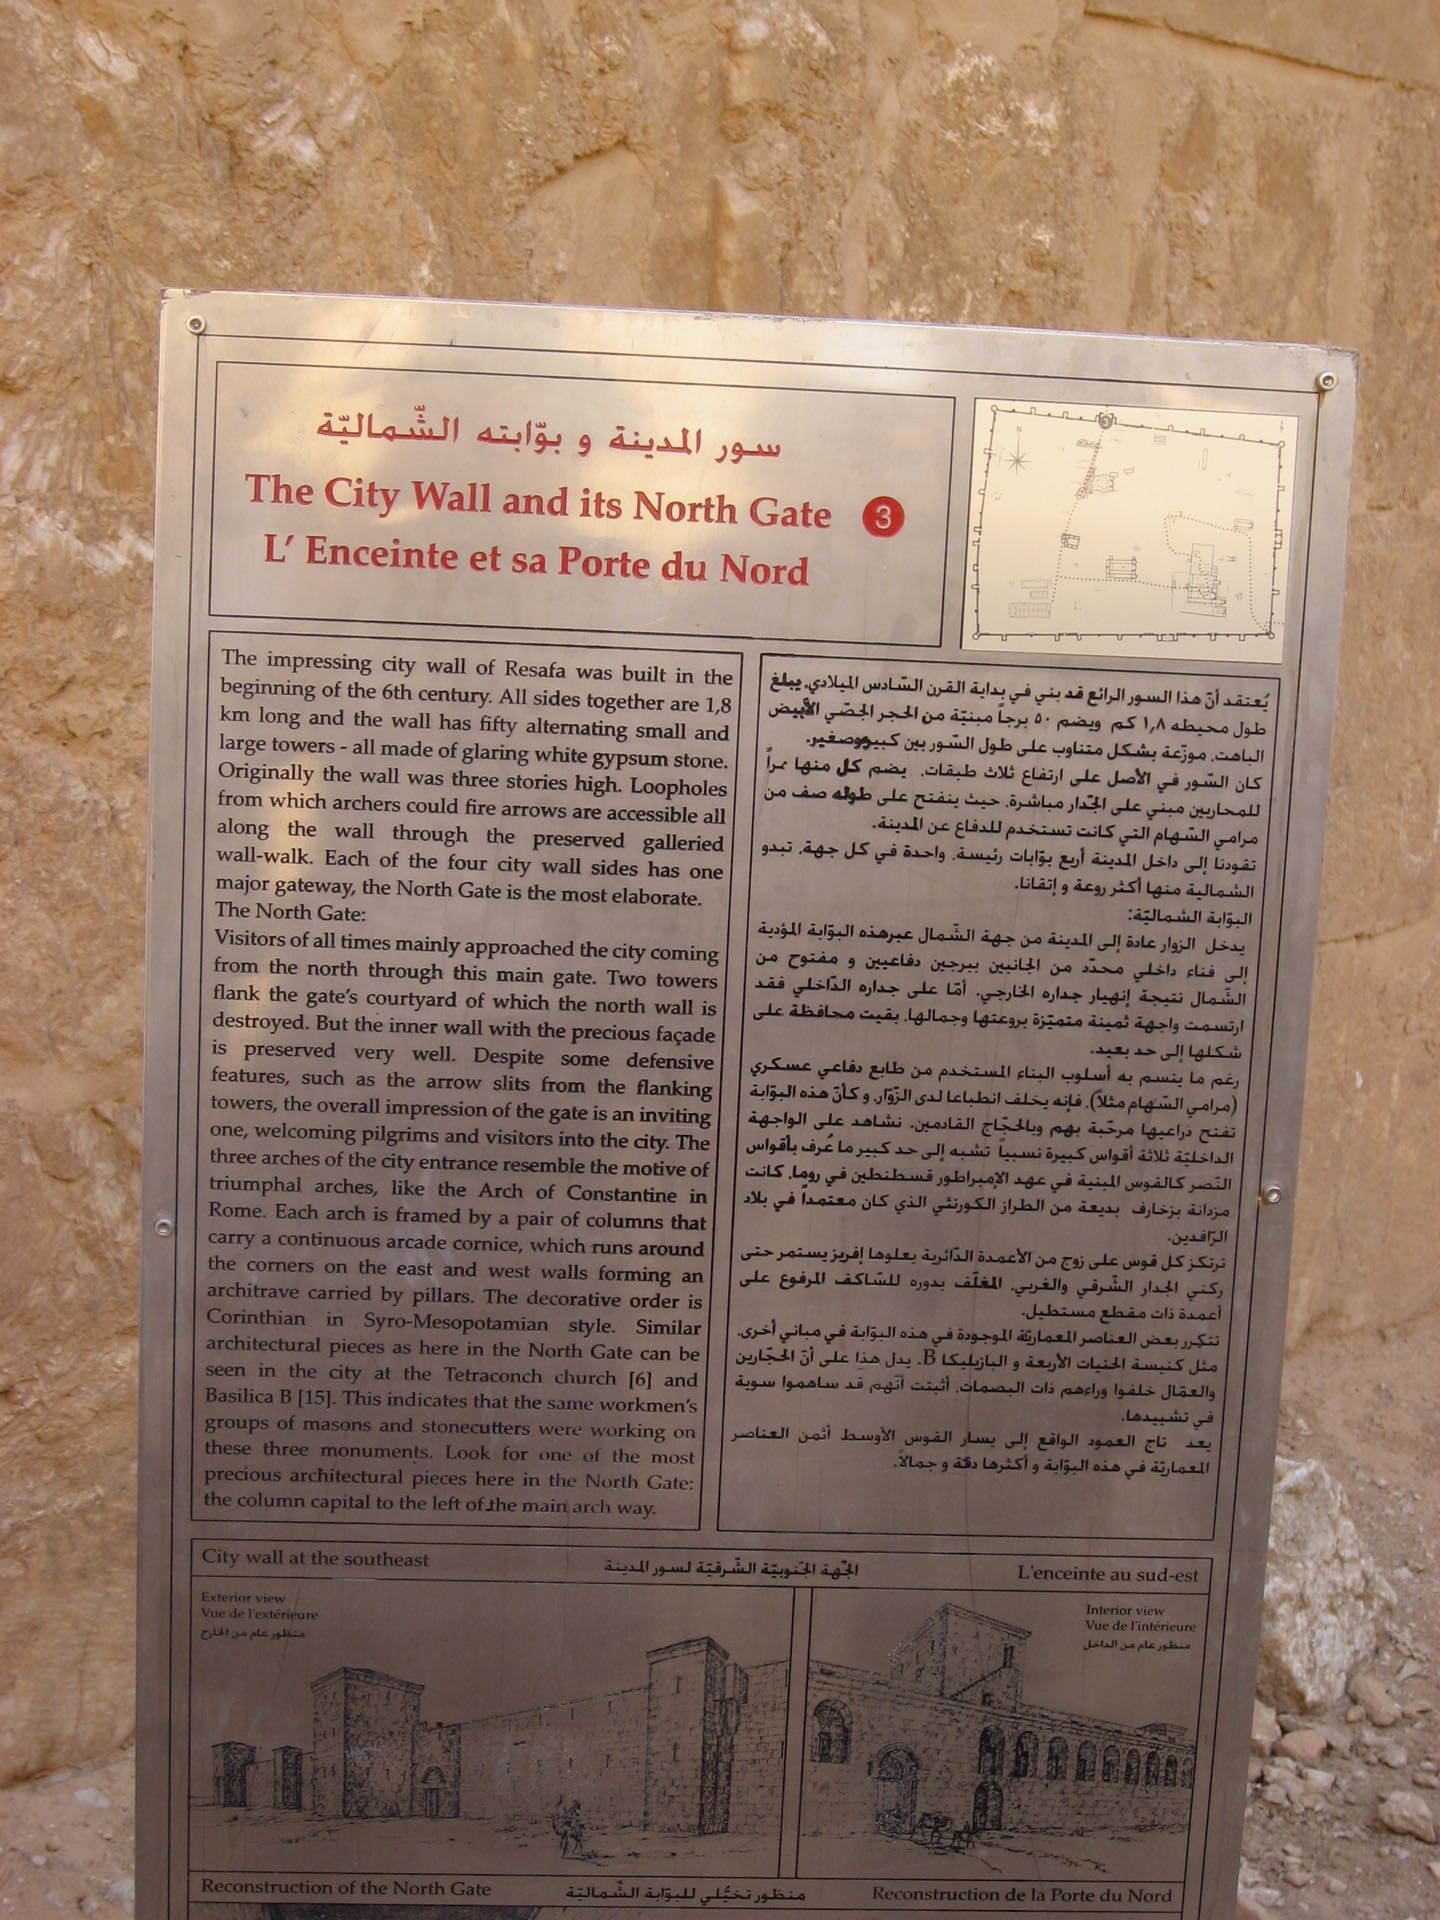 سور المدينة و بوّابته الشّماليّة
The City Wall and its North Gate 3
L' Enceinte et sa Porte du Nord
3
N
The impressing city wall of Resafa was built in the
beginning of the 6th century. All sides together are 1,8
km long and the wall has fifty alternating small and
large towers - all made of glaring white gypsum stone.
Originally the wall was three stories high. Loopholes
from which archers could fire arrows are accessible all
along the wall through the preserved galleried
wall-walk. Each of the four city wall sides has one
major gateway, the North Gate is the most elaborate.
The North Gate:
Visitors of all times mainly approached the city coming
from the north through this main gate. Two towers
flank the gate's courtyard of which the north wall is
destroyed. But the inner wall with the precious façade
is preserved very well. Despite some defensive
features, such as the arrow slits from the flanking
towers, the overall impression of the gate is an inviting
one, welcoming pilgrims and visitors into the city. The
three arches of the city entrance resemble the motive of
triumphal arches, like the Arch of Constantine in
Rome. Each arch is framed by a pair of columns that
carry a continuous arcade cornice, which runs around
the corners on the east and west walls forming an
architrave carried by pillars. The decorative order is
Corinthian in Syro-Mesopotamian style. Similar
architectural pieces as here in the North Gate can be
seen in the city at the Tetraconch church [6] and
Basilica B [15]. This indicates that the same workmen's
groups of masons and stonecutters were working on
these three monuments. Look for one of the most
precious architectural pieces here in the North Gate:
the column capital to the left of the main arch way.
يُعتقد أنّ هذا السور الرائع قد بني في بداية القرن السّادس الميلادي. يبلغ
طول محيطه ١,٨ كم ويضم ٥٠ برجاً مبنيّة من الحجر الجصّي الأبيض
الباهت. موزّعة بشكل متناوب على طول السّور بين كبير وصغير.
كان السّور في الأصل على ارتفاع ثلاث طبقات. يضم كل منها ممراً
للمحاربين مبني على الجّدار مباشرة. حيث ينفتح على طوله صف من
مرامي السّهام التي كانت تستخدم للدفاع عن المدينة.
تقودنا إلى داخل المدينة أربع بوّابات رئيسة. واحدة في كل جهة. تبدو
الشمالية منها أكثر روعة و إتقانا.
البوّابة الشماليّة:
يدخل الزوار عادة إلى المدينة من جهة الشّمال عبرهذه البوّابة المؤدية
إلى فناء داخلي محدّد من الجانبين ببرجين دفاعيين و مفتوح من
الشّمال نتيجة إنهيار جداره الخارجي. أمّا على جداره الدّاخلي فقد
ارتسمت واجهة ثمينة متميّزة بروعتها وجمالها. بقيت محافظة على
شكلها إلى حد بعيد.
رغم ما يتسم به أسلوب البناء المستخدم من طابع دفاعي عسكري
(مرامي السّهام مثلاً). فإنه يخلف انطباعا لدى الزّوّار. و كأنّ هذه البوّابة
تفتح ذراعيها مرحّبة بهم وبالحجّاج القادمين. نشاهد على الواجهة
الداخليّة ثلاثة أقواس كبيرة نسبياً تشبه إلى حد كبير ما عُرف بأقواس
النّصر كالقوس المبنية في عهد الإمبراطور قسطنطين في روما. كانت
مزدانة بزخارف بديعة من الطراز الكورنثي الذي كان معتمداً في بلاد
الرّافدين.
ترتكز كل قوس على زوج من الأعمدة الدّائرية يعلوها إفريز يستمر حتى
ركني الجدار الشّرقي والغربي. المغلّف بدوره للسّاكف المرفوع على
أعمدة ذات مقطع مستطيل.
تتكرر بعض العناصر المعماريّة الموجودة في هذه البوّابة في مباني أخرى.
مثل كنيسة الحنيات الأربعة و البازيليكا B. يدل هذا على أنّ الحجّارين
والعمّال خلفوا وراءهم ذات البصمات. أثبتت أنّهم قد ساهموا سوية
في تشييدها.
يعد تاج العمود الواقع إلى يسار القوس الأوسط أثمن العناصر
المعماريّة في هذه البوّابة و أكثرها دقة و جمالاً.
City wall at the southeast الجّهة الجّنوبيّة الشّرقيّة لسور المدينة L'enceinte au sud-est
Exterior view
Vue de l'extérieure
منظور عام من الخارج
Interior view
Vue de l'intérieure
منظور عام من الداخل
Reconstruction of the North Gate منظور تخيُّلي للبوّابة الشّماليّة Reconstruction de la Porte du Nord